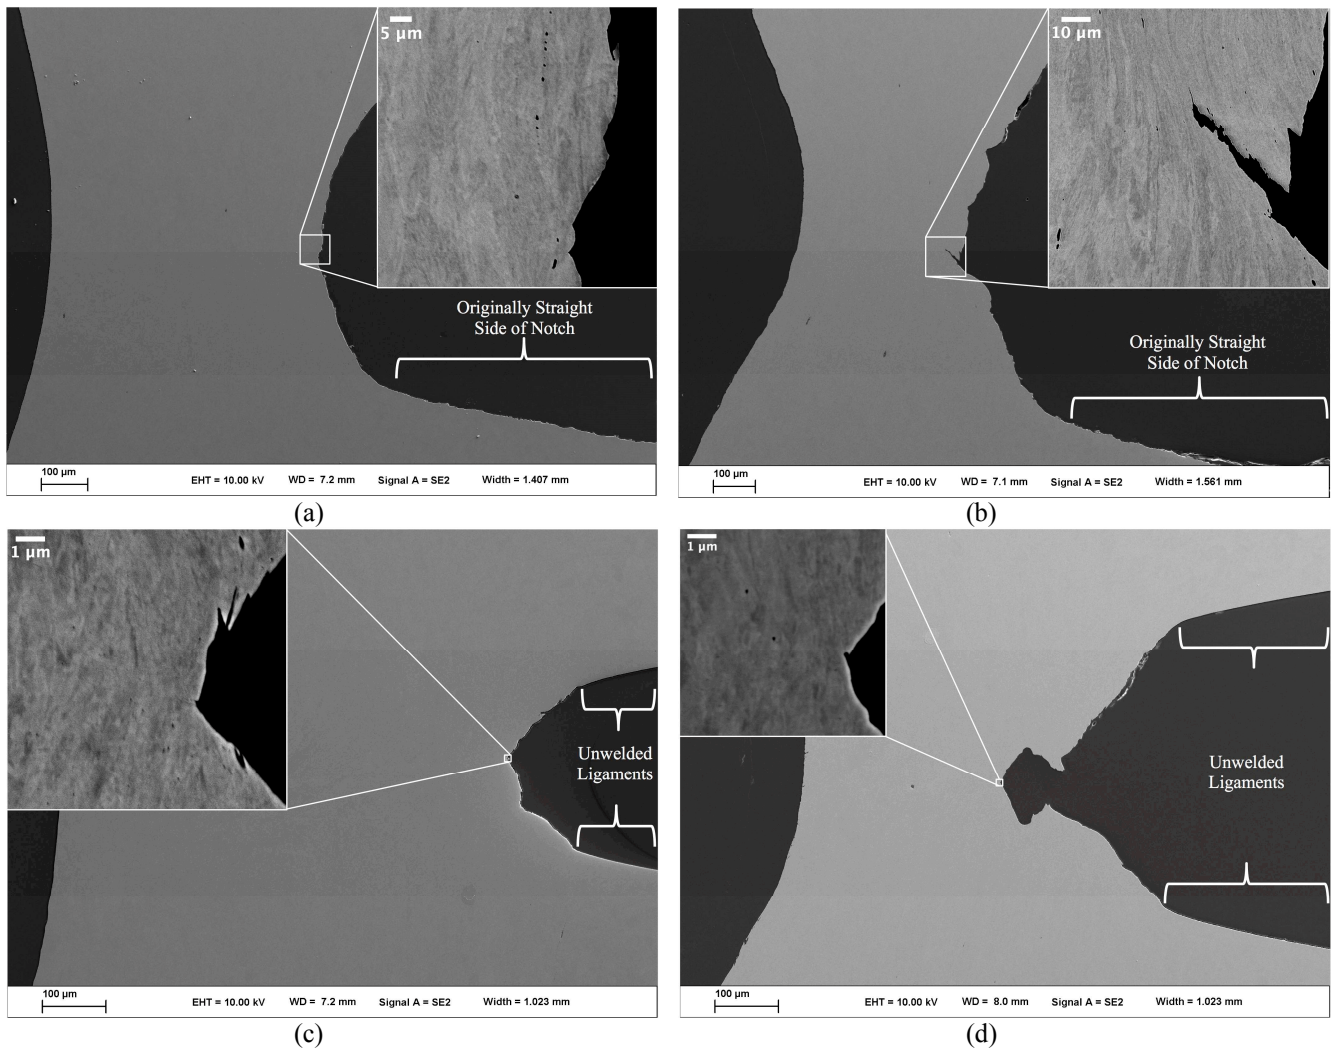 5 μm
Originally Straight
Side of Notch
100 μm
EHT = 10.00 kV WD = 7.2 mm Signal A = SE2 Width = 1.407 mm
(a)
10 μm
Originally Straight
Side of Notch
100 μm
EHT = 10.00 kV WD = 7.1 mm Signal A = SE2 Width = 1.561 mm
(b)
1 μm
Unwelded
Ligaments
100 μm
EHT = 10.00 kV WD = 7.2 mm Signal A = SE2 Width = 1.023 mm
(c)
1 μm
Unwelded
Ligaments
100 μm
EHT = 10.00 kV WD = 8.0 mm Signal A = SE2 Width = 1.023 mm
(d)